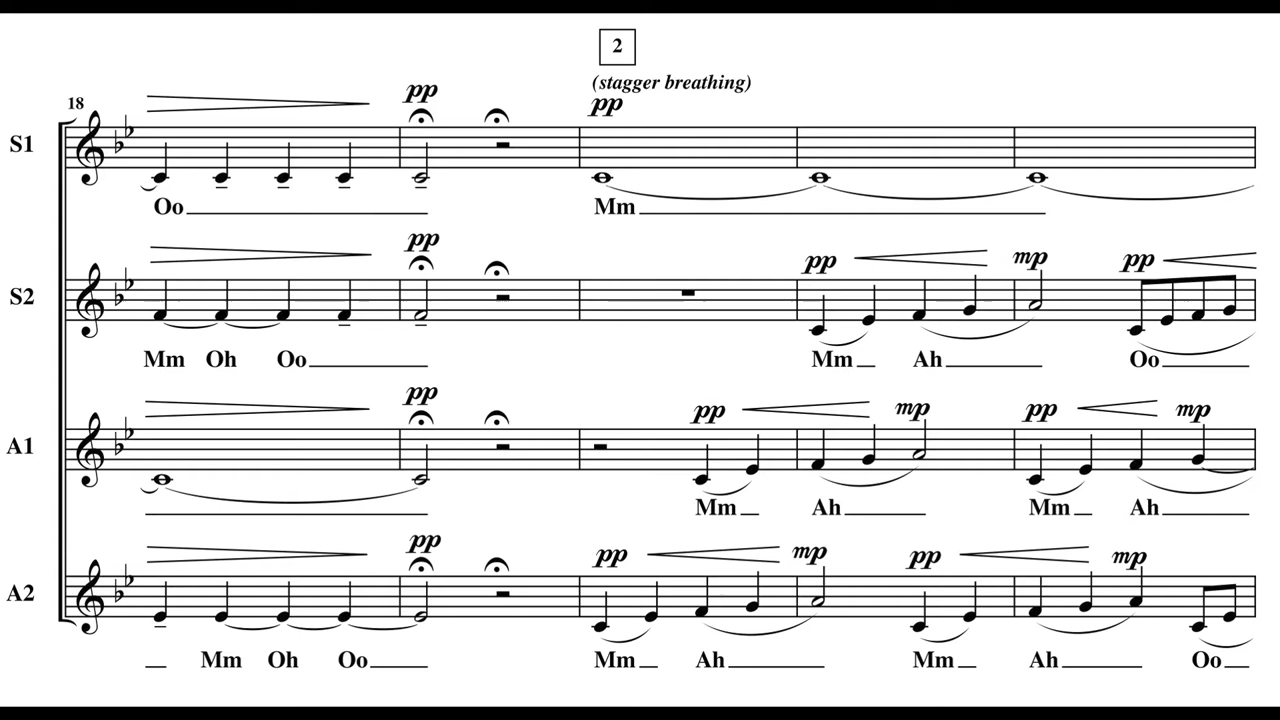 2
(stagger breathing)
18 pp pp
S1
Oo Mm
pp pp mp pp
S2
Mm Oh Oo Mm Ah Oo
pp pp mp pp mp
A1
Mm Ah Mm Ah
pp pp mp pp mp
A2
Mm Oh Oo Mm Ah Mm Ah Oo